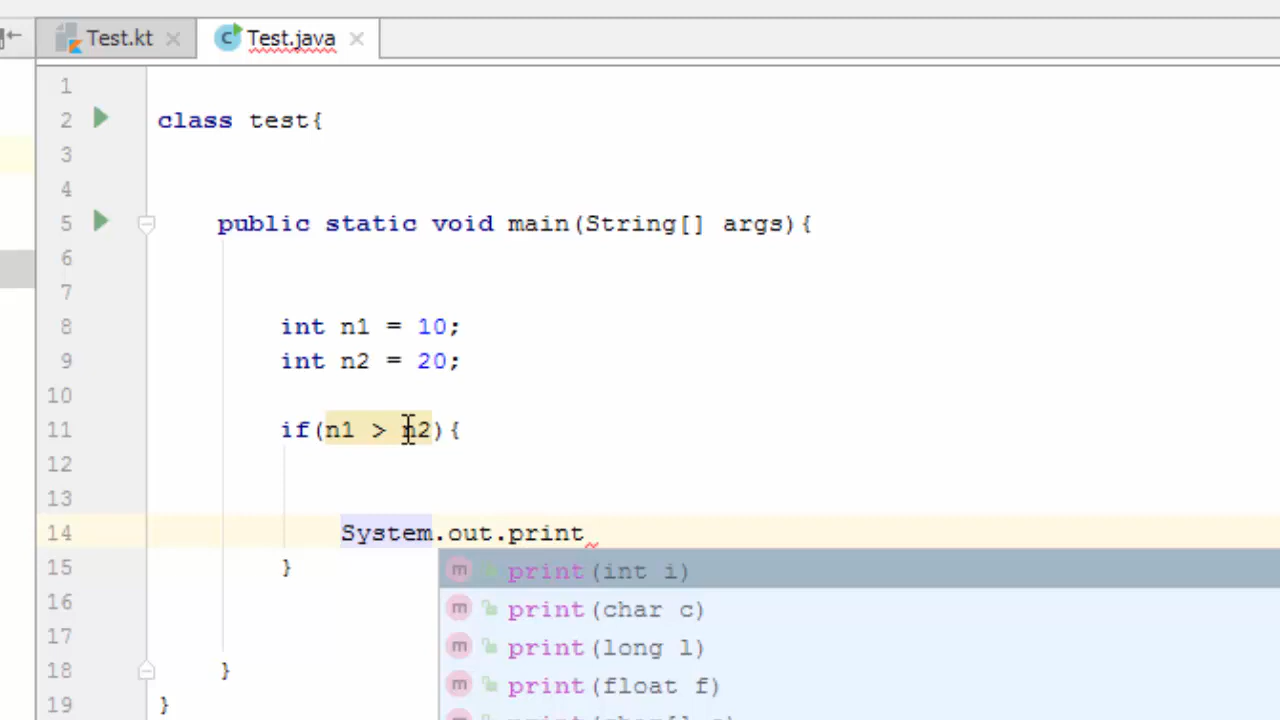 Test.kt Test.java
1
2 class test{
3
4
5 public static void main(String[] args){
6
7
8 int n1 = 10;
9 int n2 = 20;
10
11 if(n1 > n2){
12
13
14 System.out.print
15 }
m print(int i)
16
m print(char c)
17
m print(long l)
18 }
m print(float f)
19 }